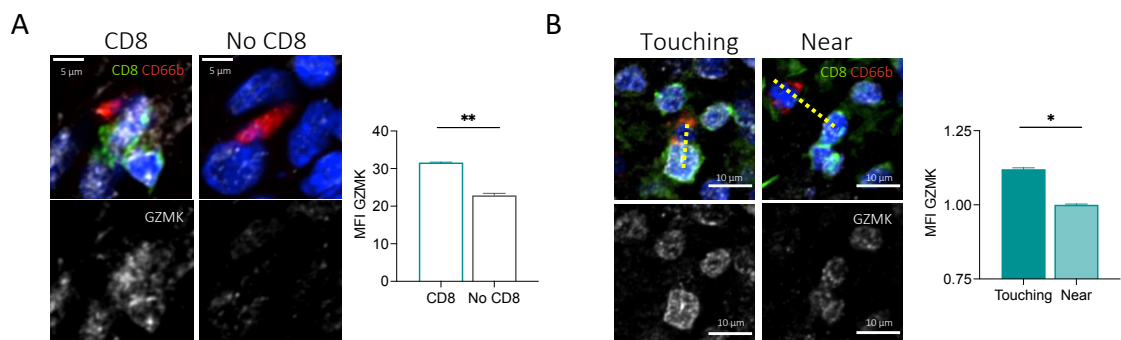 A
CD8
No CD8
5 µm
CD8 CD66b
5 µm
GZMK
**
MFI GZMK
40
30
20
10
0
CD8
No CD8
B
Touching
Near
CD8 CD66b
10 µm
10 µm
GZMK
10 µm
10 µm
*
MFI GZMK
1.25
1.00
0.75
Touching
Near